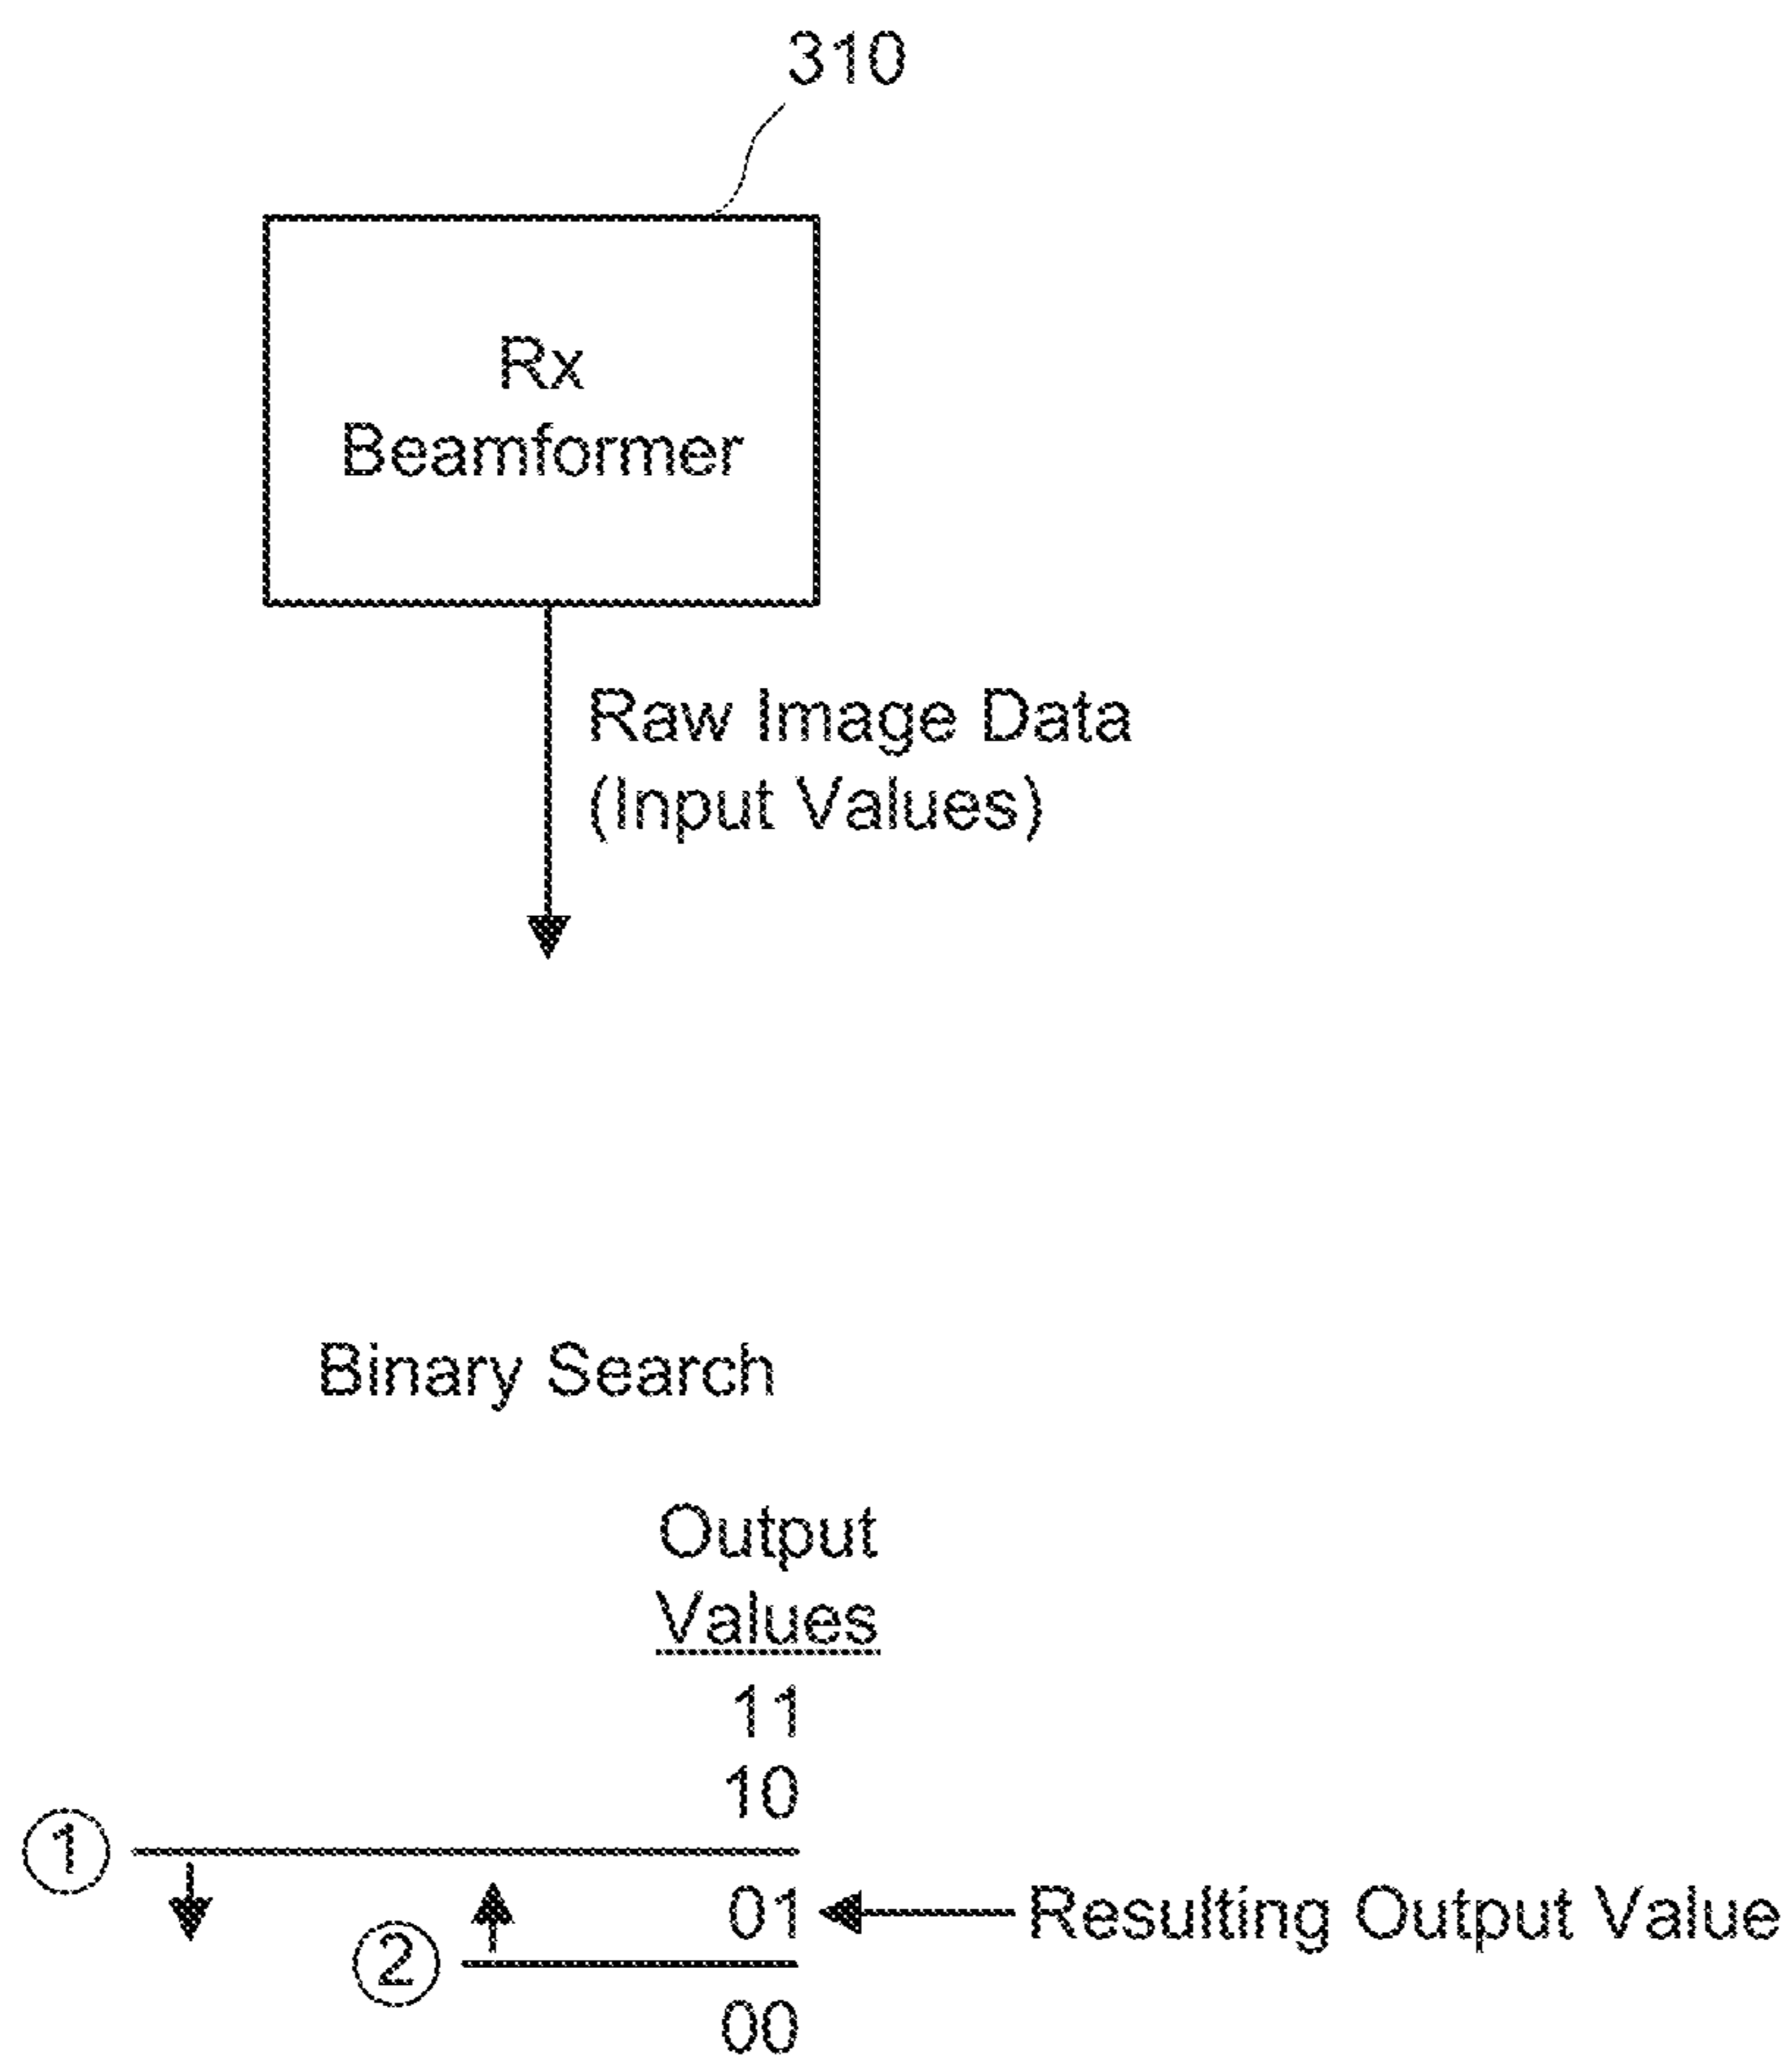 310
Rx
Beamformer
Raw Image Data
(Input Values)
Binary Search
Output
Values
11
10
1
01 Resulting Output Value
2
00